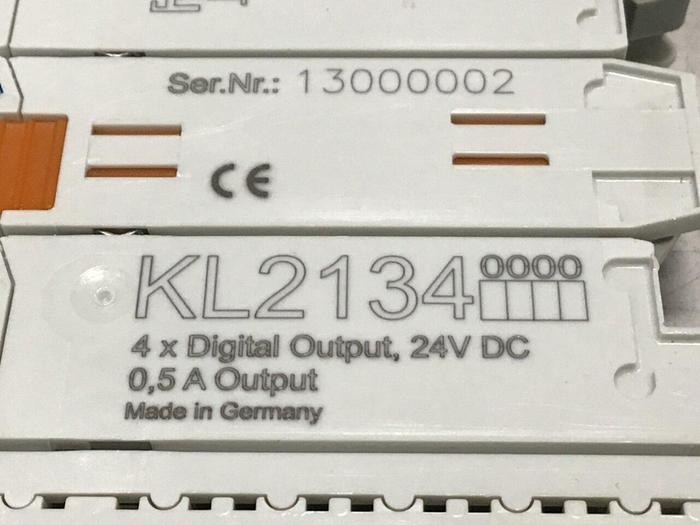 Ser.Nr.: 13000002
CE
KL2134 0000
4 x Digital Output, 24V DC
0,5 A Output
Made in Germany